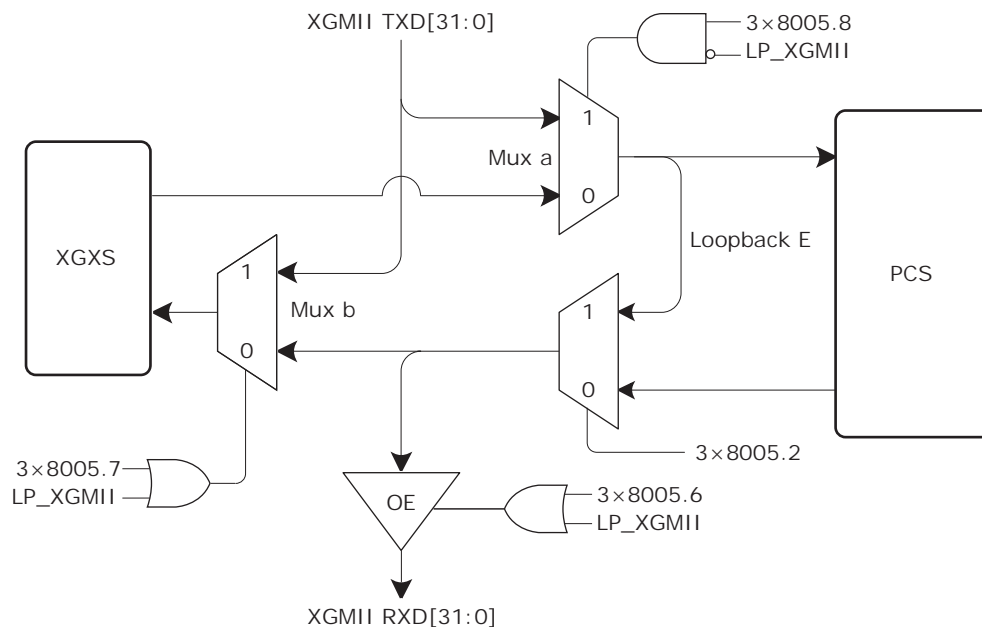 XGMII TXD[31:0]
3×8005.8
LP_XGMII
1
Mux a
0
XGXS
PCS
Loopback E
1
Mux b
0
1
0
3×8005.2
3×8005.7
LP_XGMII
OE
3×8005.6
LP_XGMII
XGMII RXD[31:0]